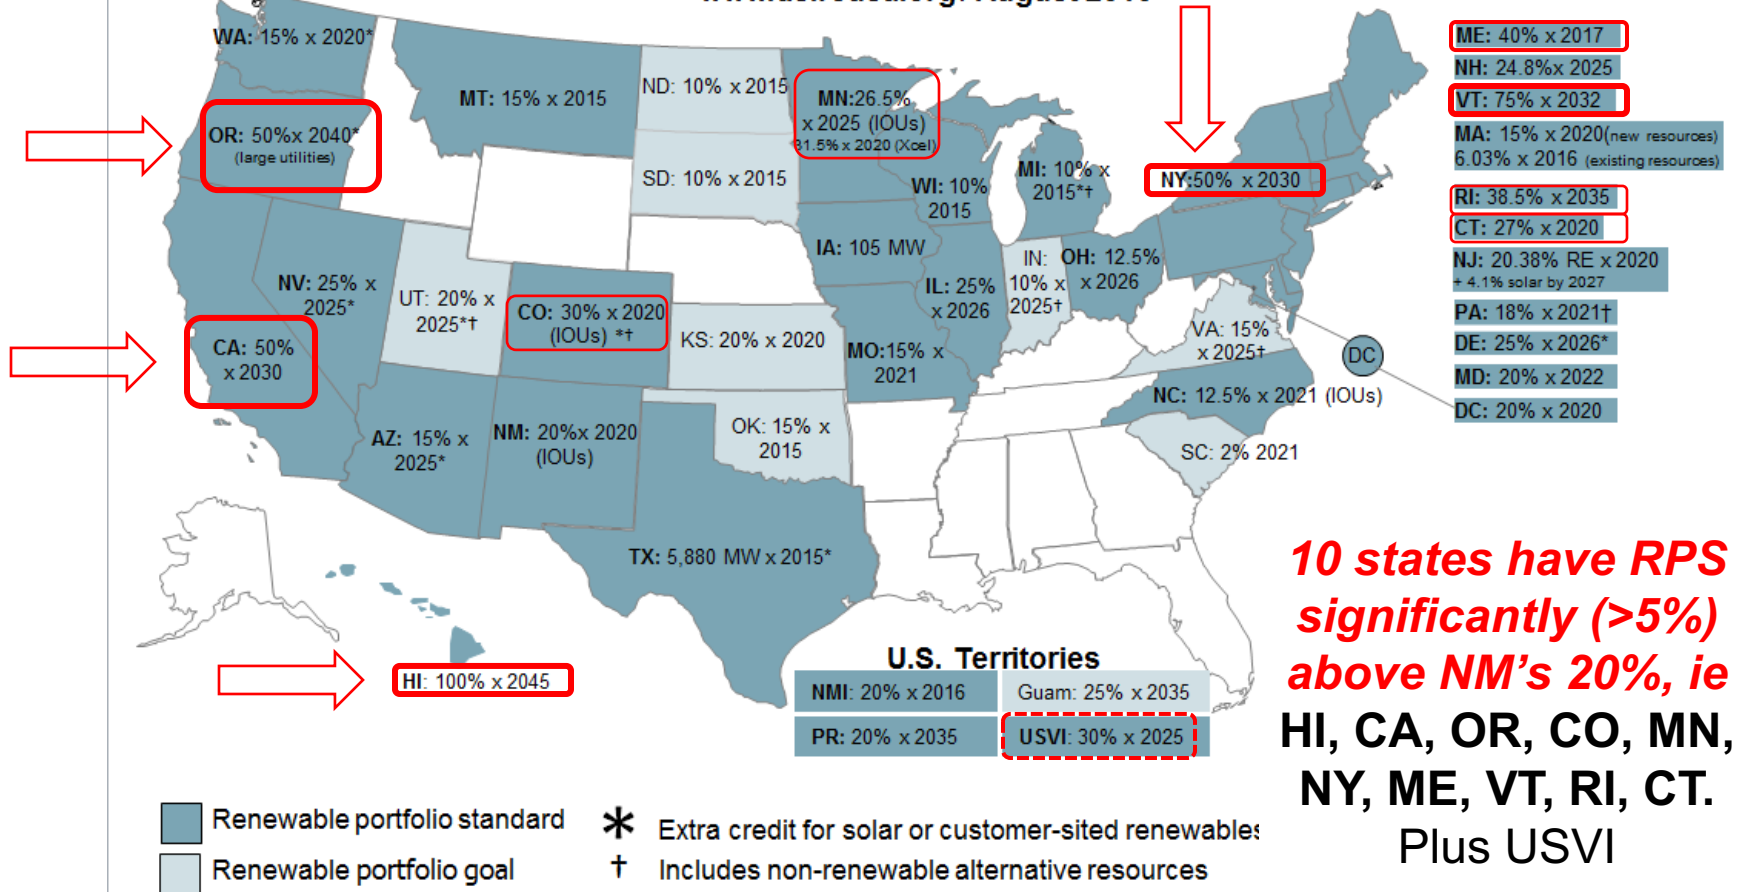 WA: 15% x 2020*
MT: 15% x 2015
ND: 10% x 2015
MN:26.5%
x 2025 (IOUs)
31.5% x 2020 (Xcel)
OR: 50%x 2040*
(large utilities)
SD: 10% x 2015
WI: 10%
2015
MI: 10% x
2015*†
NY:50% x 2030
IA: 105 MW
NV: 25% x
2025*
UT: 20% x
2025*†
CO: 30% x 2020
(IOUs) *†
KS: 20% x 2020
IL: 25%
x 2026
IN:
10% x
2025†
OH: 12.5%
x 2026
CA: 50%
x 2030
MO:15% x
2021
VA: 15%
x 2025†
DC
NC: 12.5% x 2021 (IOUs)
AZ: 15% x
2025*
NM: 20%x 2020
(IOUs)
OK: 15% x
2015
SC: 2% 2021
TX: 5,880 MW x 2015*
HI: 100% x 2045
ME: 40% x 2017
NH: 24.8%x 2025
VT: 75% x 2032
MA: 15% x 2020(new resources)
6.03% x 2016 (existing resources)
RI: 38.5% x 2035
CT: 27% x 2020
NJ: 20.38% RE x 2020
+ 4.1% solar by 2027
PA: 18% x 2021†
DE: 25% x 2026*
MD: 20% x 2022
DC: 20% x 2020
U.S. Territories
NMI: 20% x 2016
Guam: 25% x 2035
PR: 20% x 2035
USVI: 30% x 2025
10 states have RPS
significantly (>5%)
above NM’s 20%, ie
HI, CA, OR, CO, MN,
NY, ME, VT, RI, CT.
Plus USVI
Renewable portfolio standard
Renewable portfolio goal
* Extra credit for solar or customer-sited renewables
† Includes non-renewable alternative resources